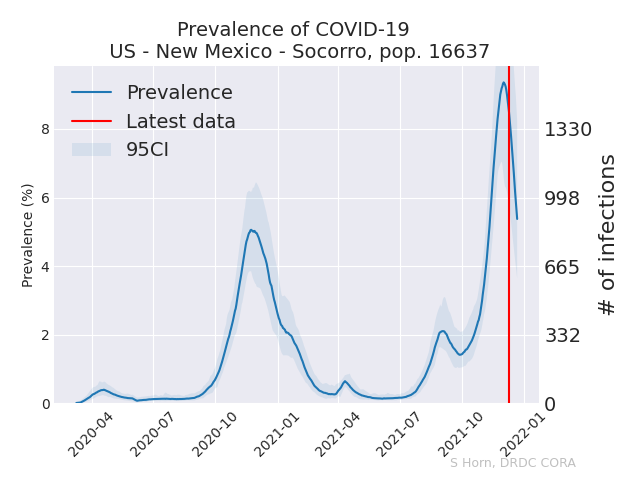 Prevalence of COVID-19
US - New Mexico - Socorro, pop. 16637
Prevalence
Latest data
95CI
Prevalence (%)
8
6
4
2
0
1330
998
665
332
0
# of infections
2020-04
2020-07
2020-10
2021-01
2021-04
2021-07
2021-10
2022-01
S Horn, DRDC CORA